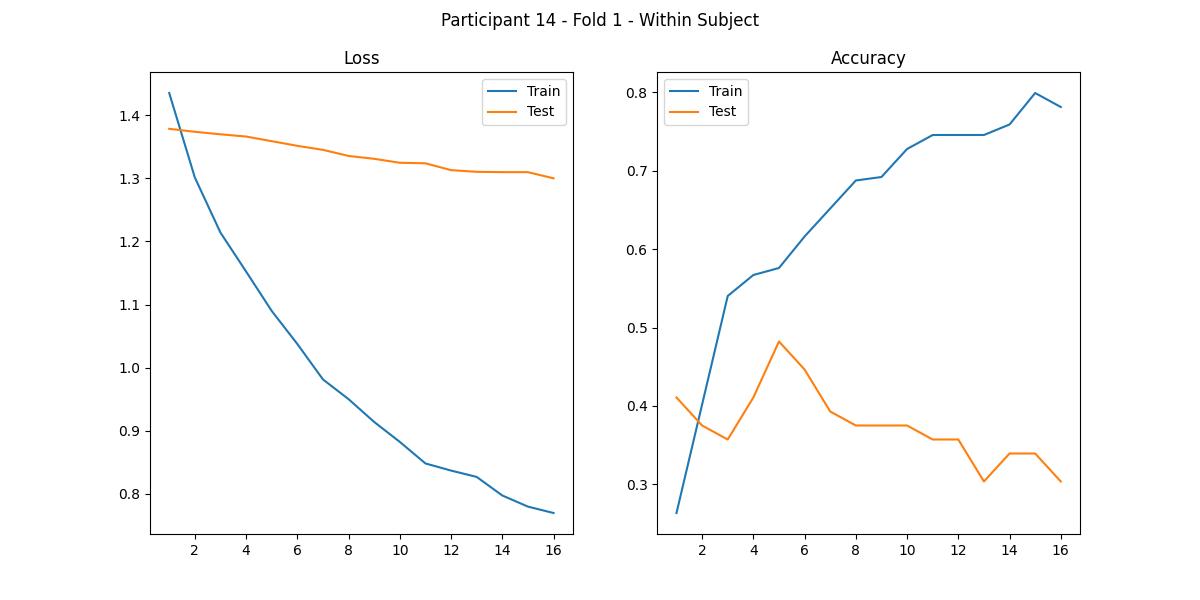 Participant 14 - Fold 1 - Within Subject
Loss
Train
Test
1.4
1.3
1.2
1.1
1.0
0.9
0.8
2 4 6 8 10 12 14 16
Accuracy
Train
Test
0.8
0.7
0.6
0.5
0.4
0.3
2 4 6 8 10 12 14 16